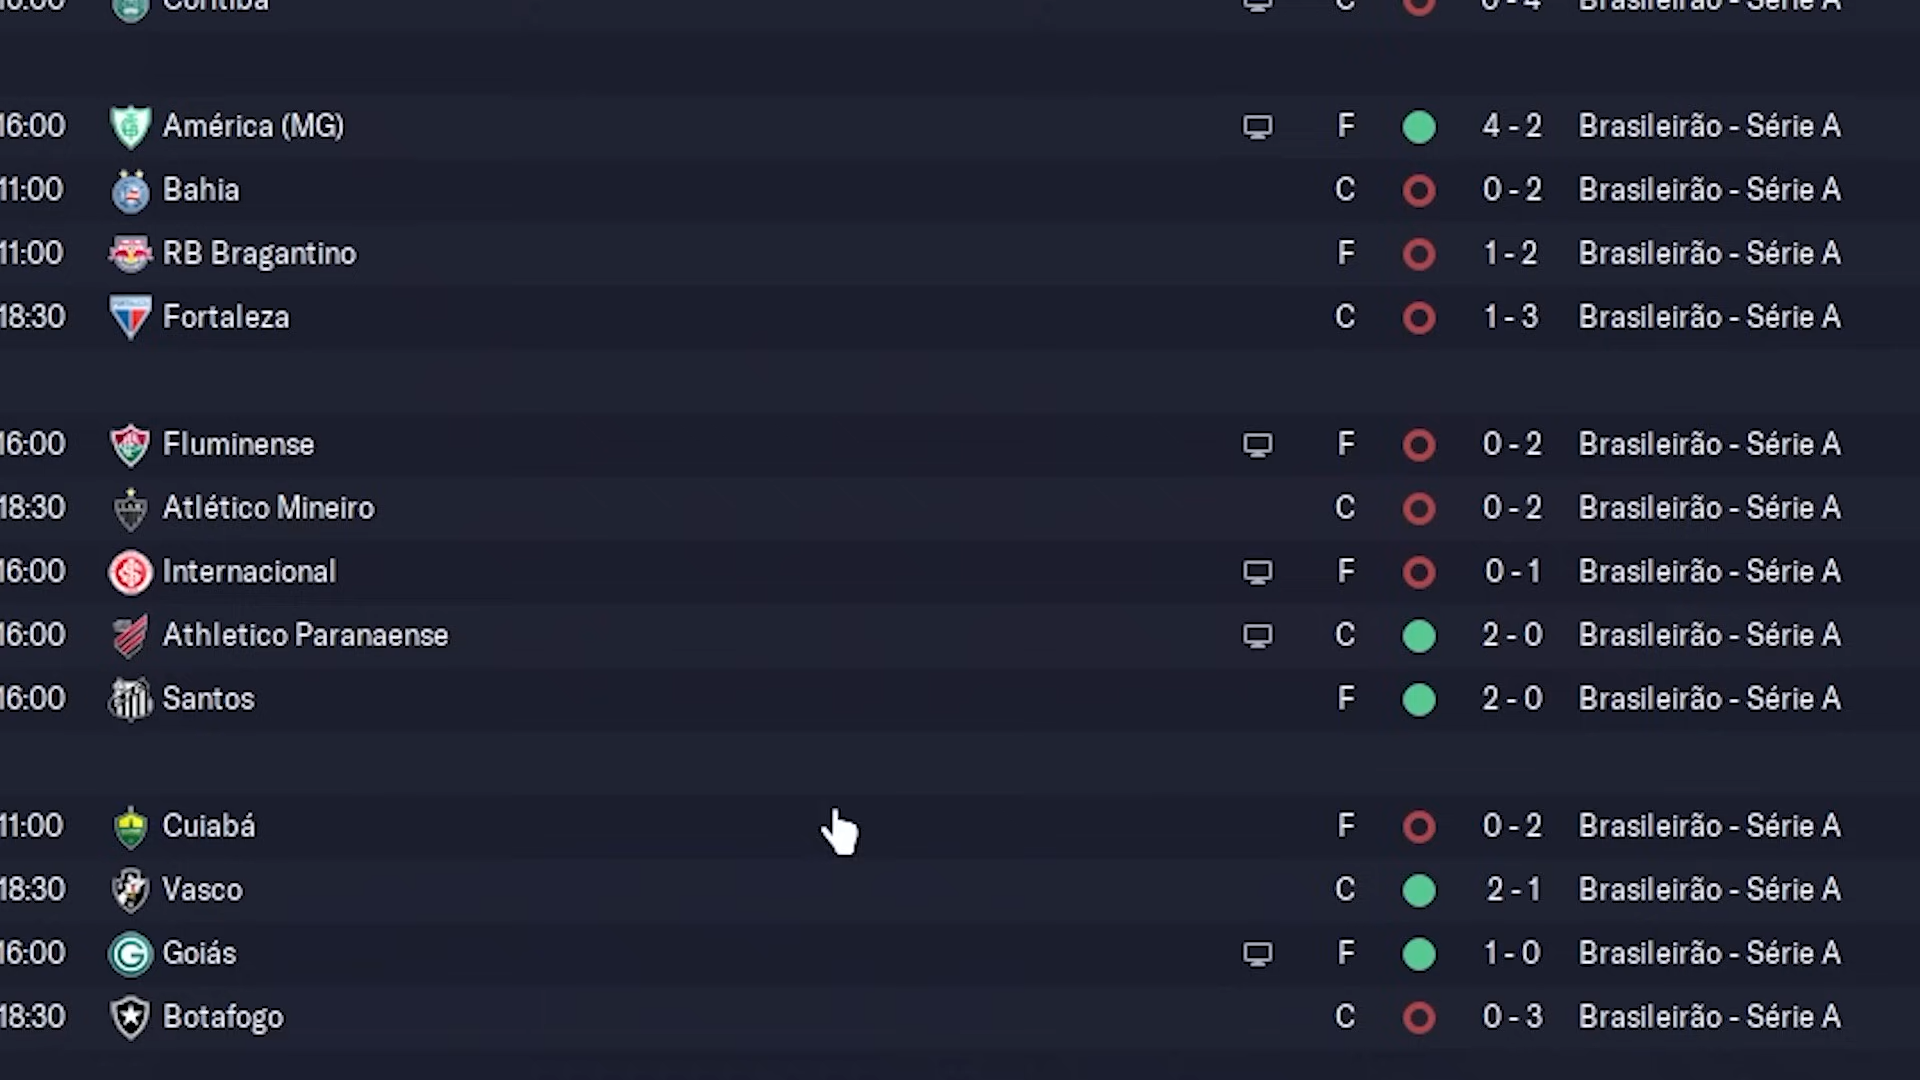 Coritiba C 0 - 4 Brasileirão - Série A
16:00 América (MG) F 4 - 2 Brasileirão - Série A
11:00 Bahia C 0 - 2 Brasileirão - Série A
11:00 RB Bragantino F 1 - 2 Brasileirão - Série A
18:30 Fortaleza C 1 - 3 Brasileirão - Série A
16:00 Fluminense F 0 - 2 Brasileirão - Série A
18:30 Atlético Mineiro C 0 - 2 Brasileirão - Série A
16:00 Internacional F 0 - 1 Brasileirão - Série A
16:00 Athletico Paranaense C 2 - 0 Brasileirão - Série A
16:00 Santos F 2 - 0 Brasileirão - Série A
11:00 Cuiabá F 0 - 2 Brasileirão - Série A
18:30 Vasco C 2 - 1 Brasileirão - Série A
16:00 Goiás F 1 - 0 Brasileirão - Série A
18:30 Botafogo C 0 - 3 Brasileirão - Série A